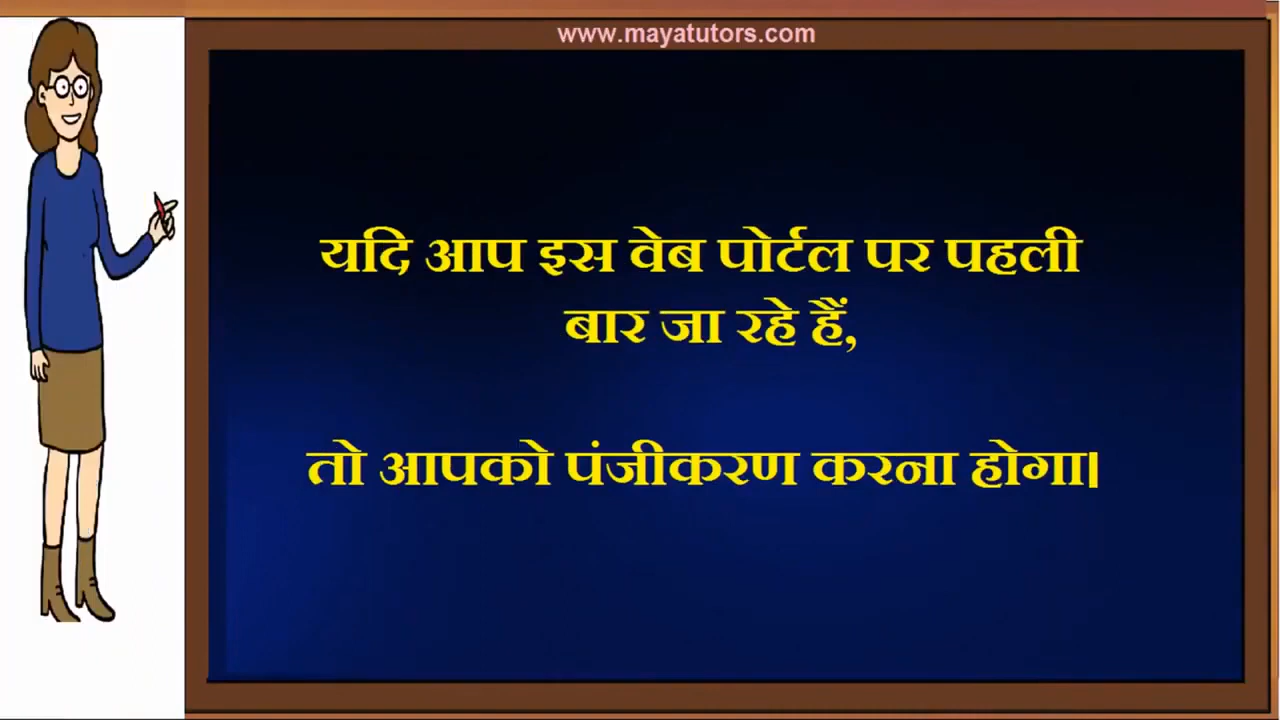 www.mayatutors.com
यदि आप इस वेब पोर्टल पर पहली
बार जा रहे हैं,
तो आपको पंजीकरण करना होगा।